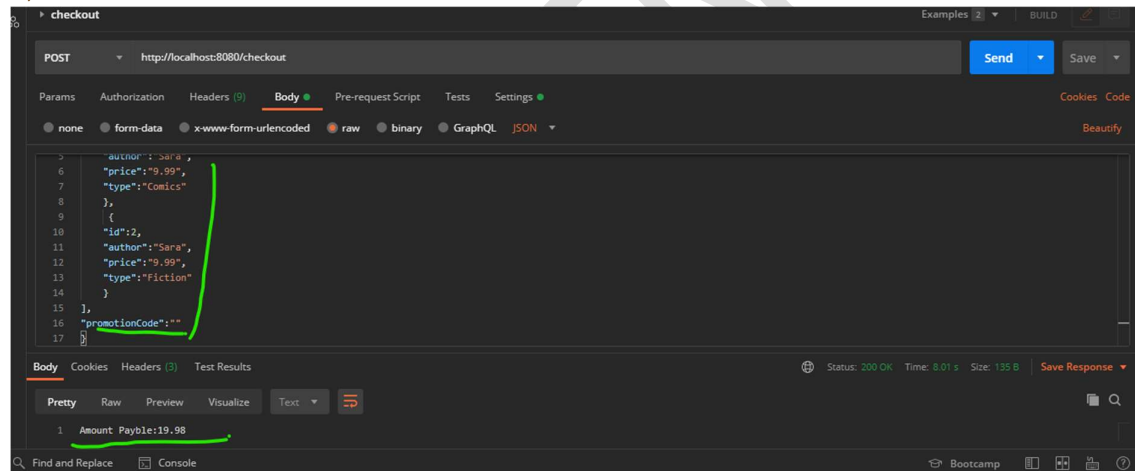 checkout
Examples 2
BUILD
POST
http://localhost:8080/checkout
Send
Save
Params Authorization Headers (9) Body Pre-request Script Tests Settings
Cookies Code
none form-data x-www-form-urlencoded raw binary GraphQL JSON
Beautify
5 "author":"Sara",
6 "price":"9.99",
7 "type":"Comics"
8 },
9 {
10 "id":2,
11 "author":"Sara",
12 "price":"9.99",
13 "type":"Fiction"
14 }
15 ],
16 "promotionCode":""
17 }
Body Cookies Headers (3) Test Results
Status: 200 OK Time: 8.01 s Size: 135 B Save Response
Pretty Raw Preview Visualize Text
1 Amount Payble:19.98
Find and Replace Console
Bootcamp